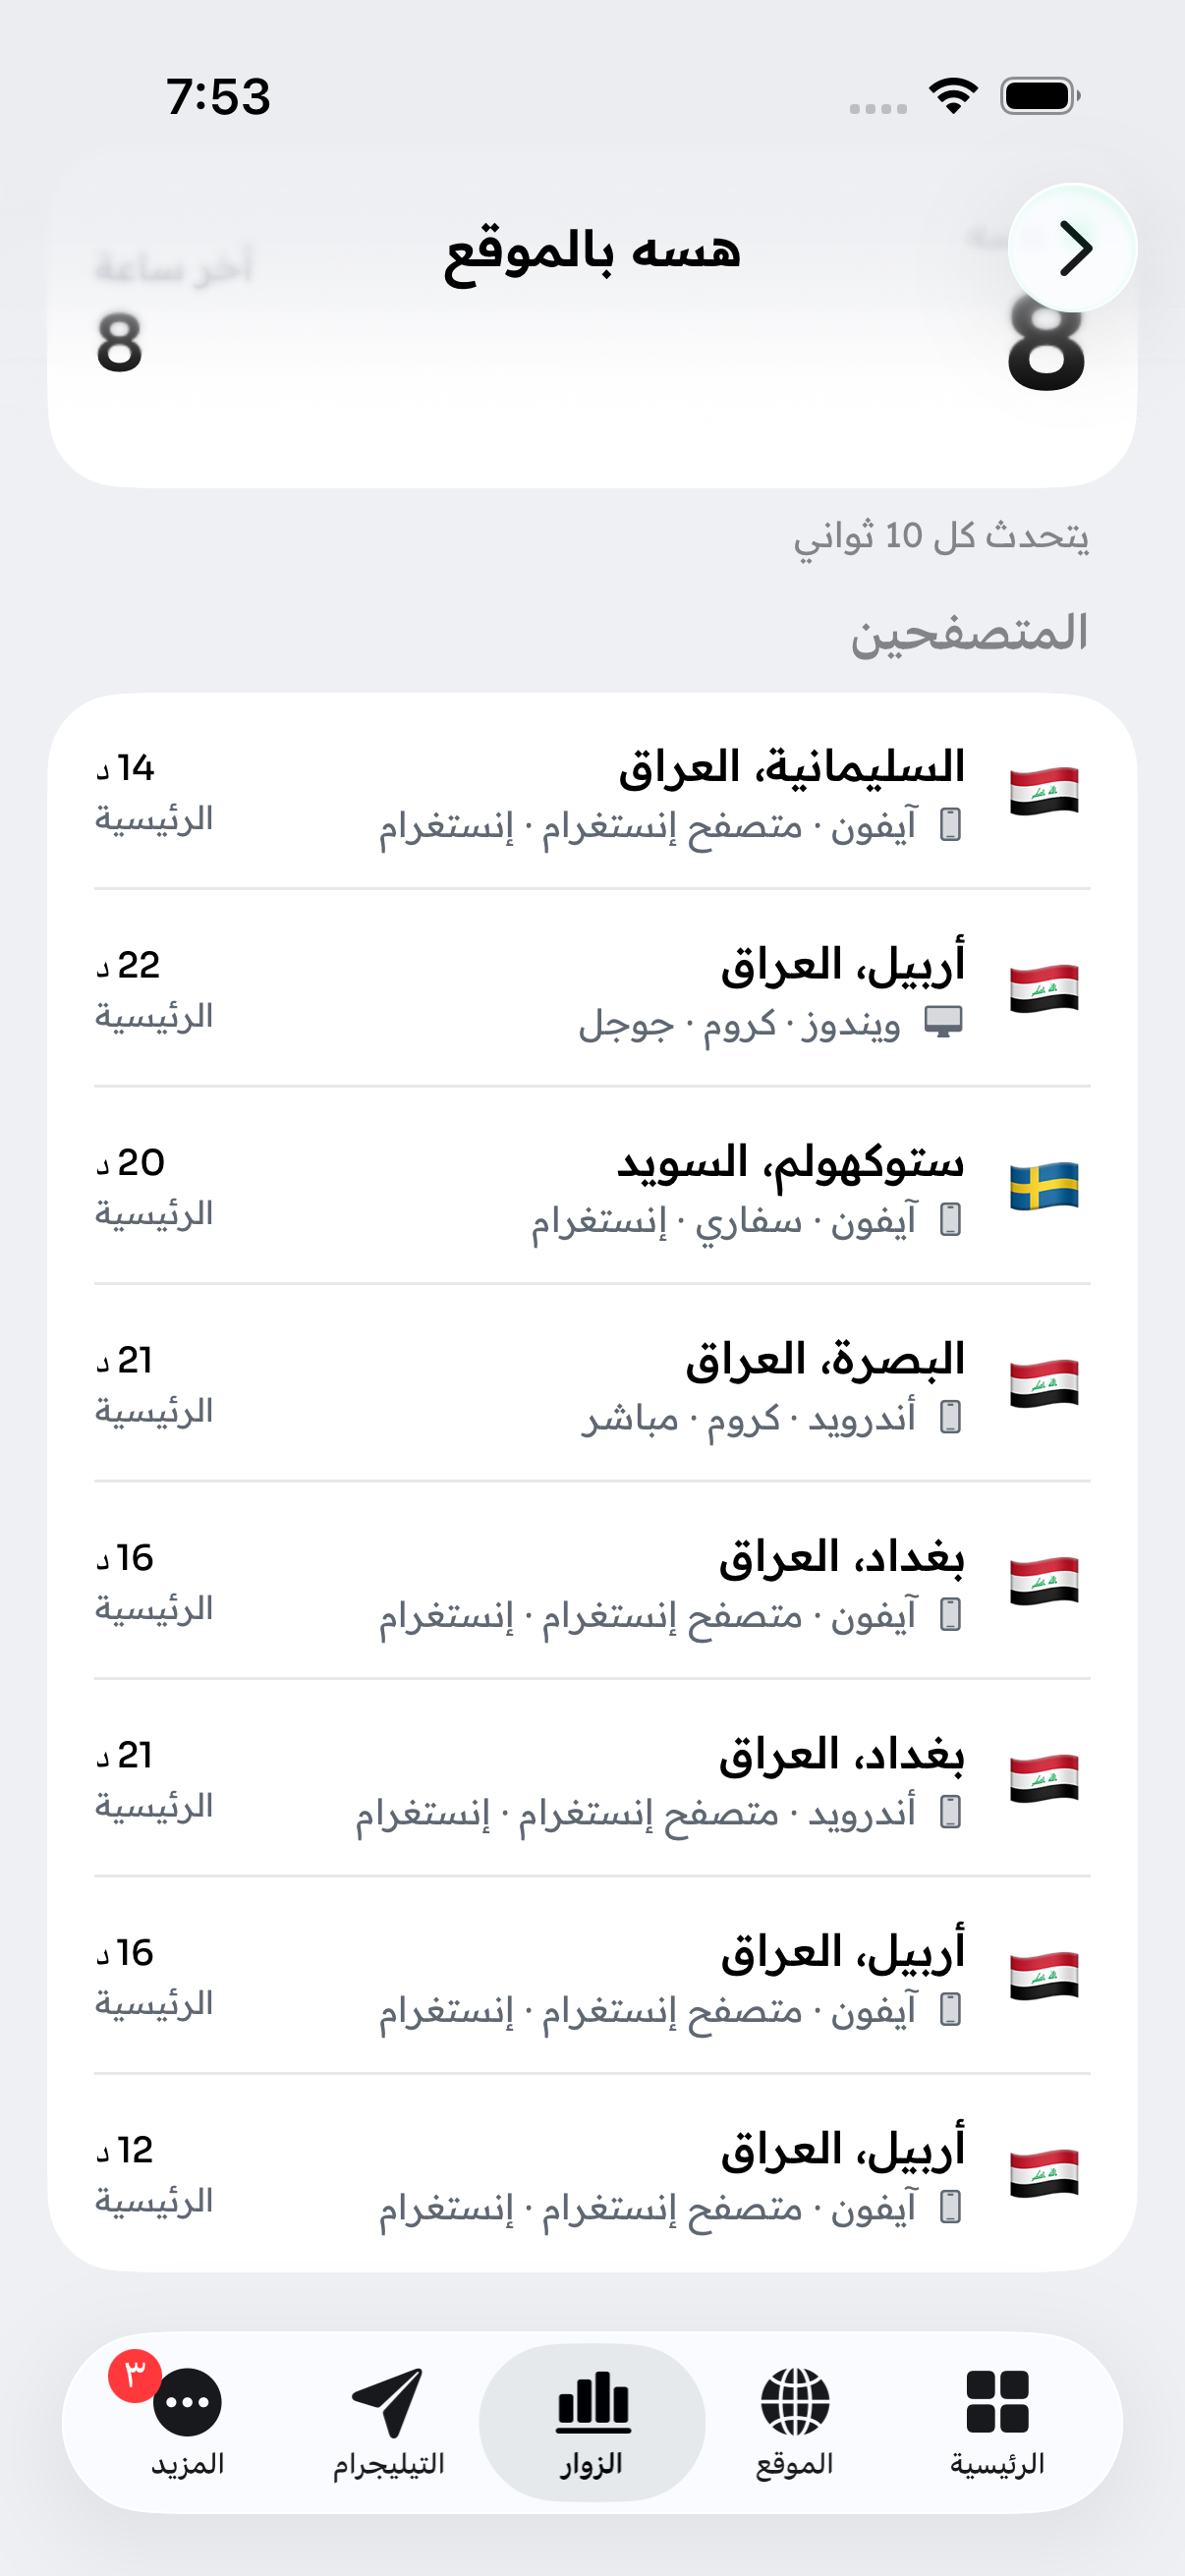 7:53
هسه بالموقع
آخر ساعة
8
8
يتحدث كل 10 ثواني
المتصفحين
السليمانية، العراق
14 د
آيفون · متصفح إنستغرام · إنستغرام
الرئيسية
أربيل، العراق
22 د
ويندوز · كروم · جوجل
الرئيسية
ستوكهولم، السويد
20 د
آيفون · سفاري · إنستغرام
الرئيسية
البصرة، العراق
21 د
أندرويد · كروم · مباشر
الرئيسية
بغداد، العراق
16 د
آيفون · متصفح إنستغرام · إنستغرام
الرئيسية
بغداد، العراق
21 د
أندرويد · متصفح إنستغرام · إنستغرام
الرئيسية
أربيل، العراق
16 د
آيفون · متصفح إنستغرام · إنستغرام
الرئيسية
أربيل، العراق
12 د
آيفون · متصفح إنستغرام · إنستغرام
الرئيسية
الرئيسية
الموقع
الزوار
التيليجرام
المزيد
٣